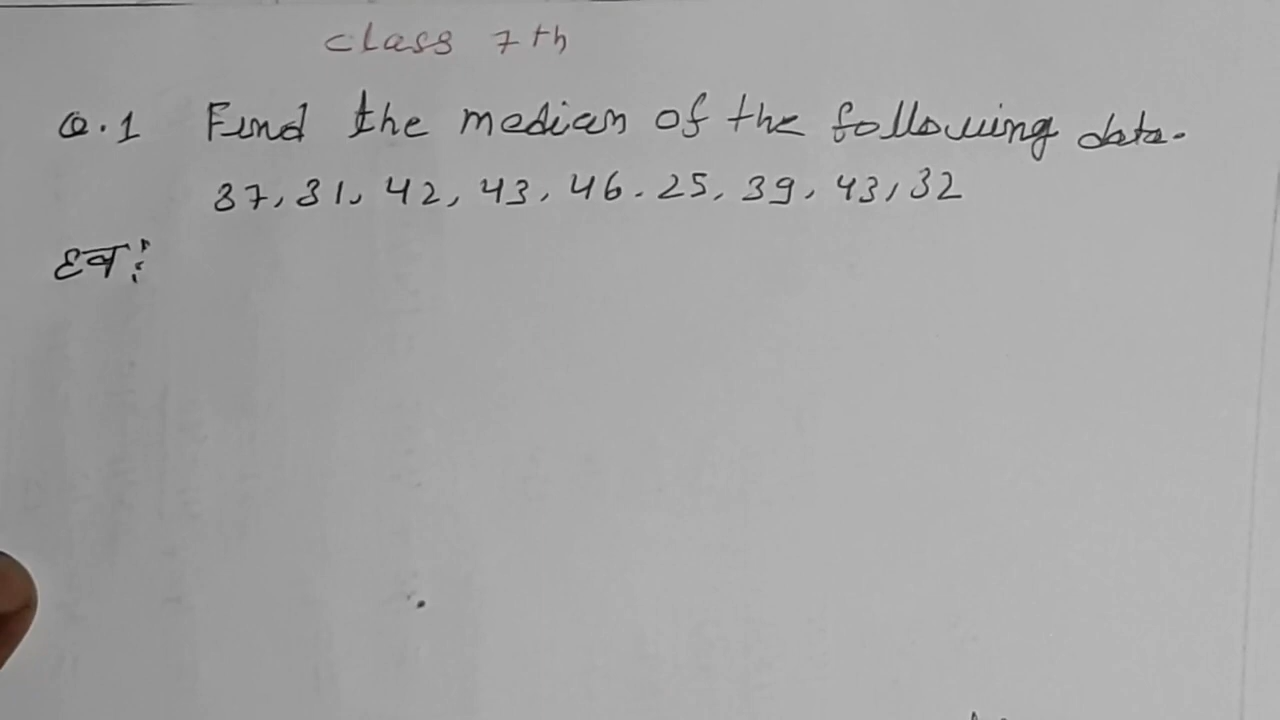 class 7th
Q.1 Find the median of the following data.
37, 31, 42, 43, 46. 25, 39, 43, 32
हल: